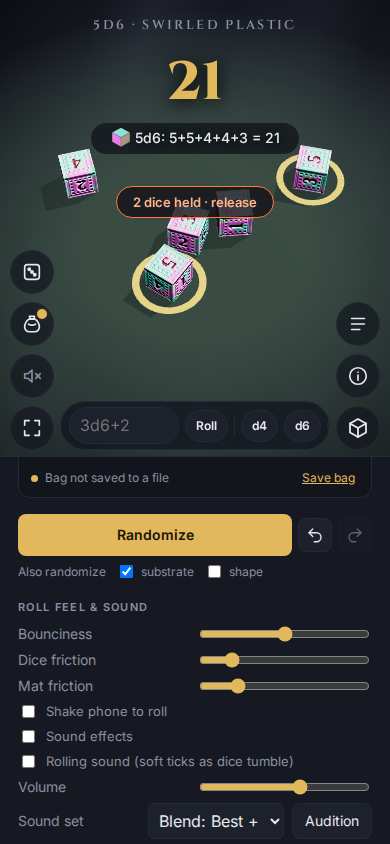 5D6 · SWIRLED PLASTIC
21
5d6: 5+5+4+4+3 = 21
4
5
2 dice held · release
5
3d6+2
Roll
d4
d6
Bag not saved to a file
Save bag
Randomize
Also randomize
substrate
shape
ROLL FEEL & SOUND
Bounciness
Dice friction
Mat friction
Shake phone to roll
Sound effects
Rolling sound (soft ticks as dice tumble)
Volume
Sound set
Blend: Best +
Audition